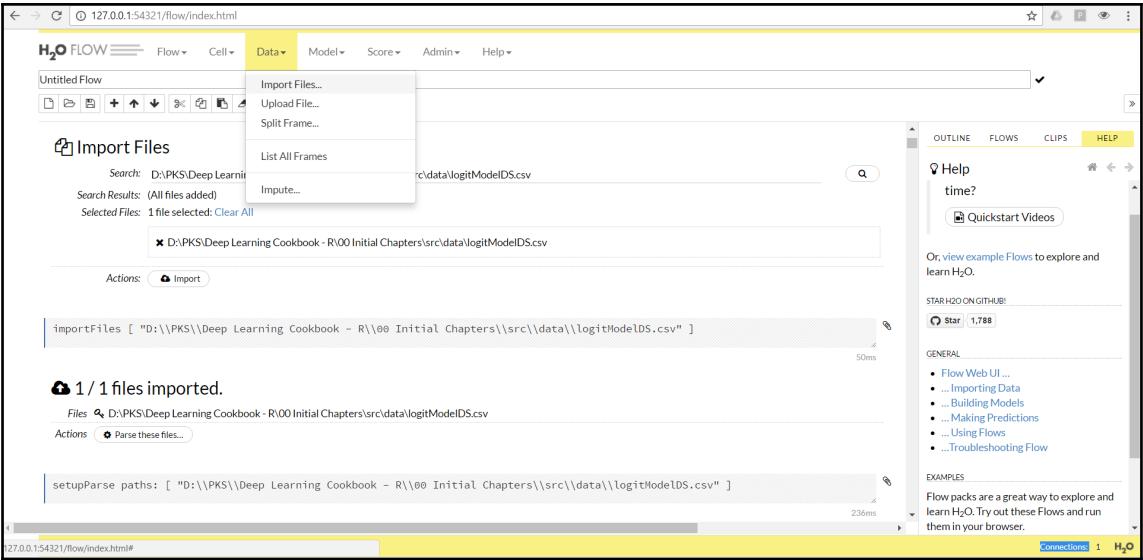 127.0.0.1:54321/flow/index.html
H2O FLOW Flow Cell Data Model Score Admin Help
Untitled Flow
Import Files...
Upload File...
Split Frame...
List All Frames
Impute...
Import Files
Search: D:\PKS\Deep Learni rc\data\logitModelDS.csv
Search Results: (All files added)
Selected Files: 1 file selected: Clear All
D:\PKS\Deep Learning Cookbook - R\00 Initial Chapters\src\data\logitModelDS.csv
Actions: Import
importFiles [ "D:\\PKS\\Deep Learning Cookbook - R\\00 Initial Chapters\\src\\data\\logitModelDS.csv" ]
50ms
1 / 1 files imported.
Files D:\PKS\Deep Learning Cookbook - R\00 Initial Chapters\src\data\logitModelDS.csv
Actions Parse these files...
setupParse paths: [ "D:\\PKS\\Deep Learning Cookbook - R\\00 Initial Chapters\\src\\data\\logitModelDS.csv" ]
236ms
OUTLINE FLOWS CLIPS HELP
Help
time?
Quickstart Videos
Or, view example Flows to explore and
learn H2O.
STAR H2O ON GITHUB!
Star 1,788
GENERAL
• Flow Web UI ...
• ... Importing Data
• ... Building Models
• ... Making Predictions
• ... Using Flows
• ...Troubleshooting Flow
EXAMPLES
Flow packs are a great way to explore and
learn H2O. Try out these Flows and run
them in your browser.
127.0.0.1:54321/flow/index.html#
Connections: 1 H2O